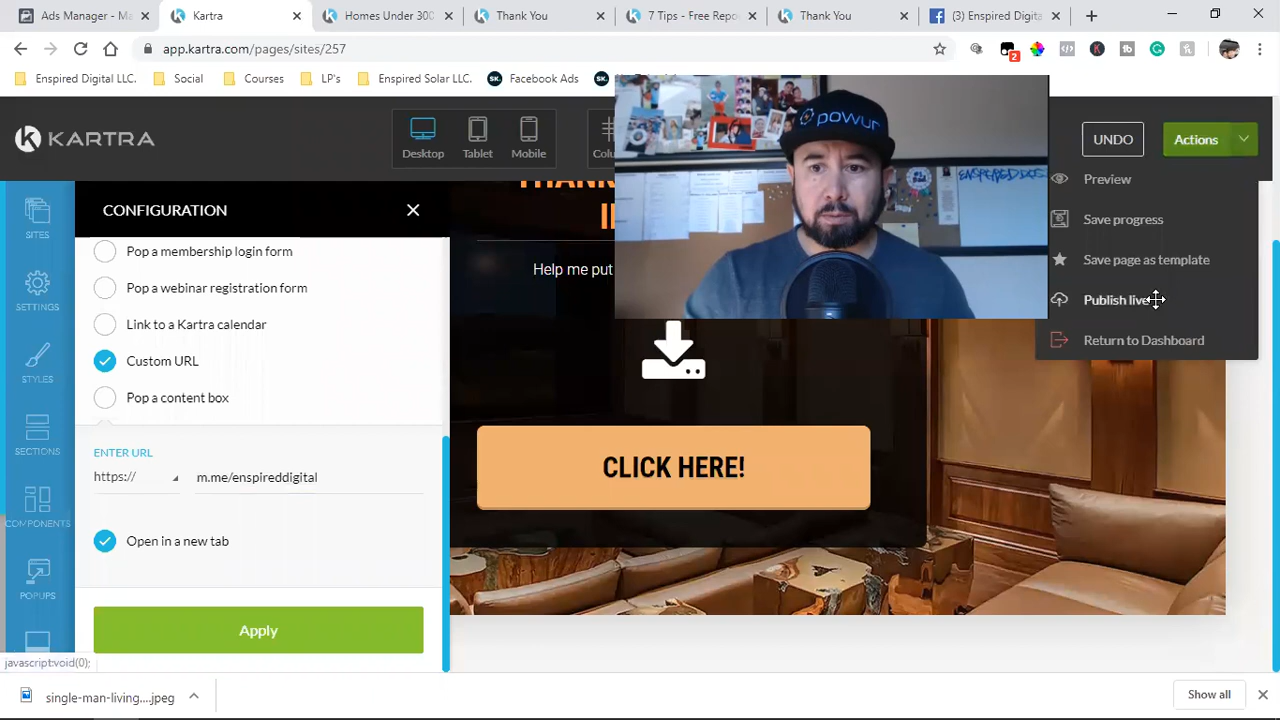 Ads Manager - Ma
Kartra
Homes Under 300
Thank You
7 Tips - Free Repo
Thank You
(3) Enspired Digita
app.kartra.com/pages/sites/257
2
Enspired Digital LLC.
Social
Courses
LP's
Enspired Solar LLC.
SK.
Facebook Ads
SK.
KARTRA
Desktop
Tablet
Mobile
Colu
UNDO
Actions
powur
Preview
Save progress
Save page as template
Publish live
Return to Dashboard
SITES
SETTINGS
STYLES
SECTIONS
COMPONENTS
POPUPS
CONFIGURATION
Pop a membership login form
Pop a webinar registration form
Link to a Kartra calendar
Custom URL
Pop a content box
ENTER URL
https://
m.me/enspireddigital
Open in a new tab
Apply
Help me put
CLICK HERE!
javascript:void(0);
single-man-living....jpeg
Show all